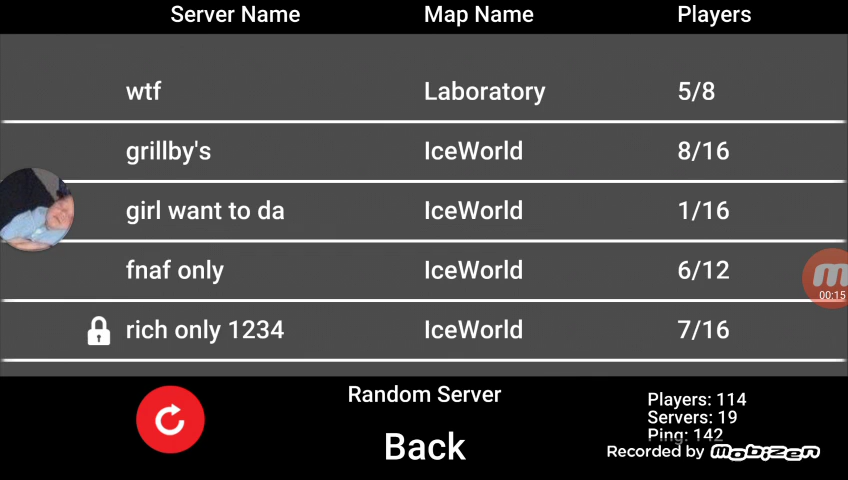 Server Name Map Name Players
wtf Laboratory 5/8
grillby's IceWorld 8/16
girl want to da IceWorld 1/16
fnaf only IceWorld 6/12
rich only 1234 IceWorld 7/16
00:15
Random Server
Back
Players: 114
Servers: 19
Ping: 142
Recorded by mobizen